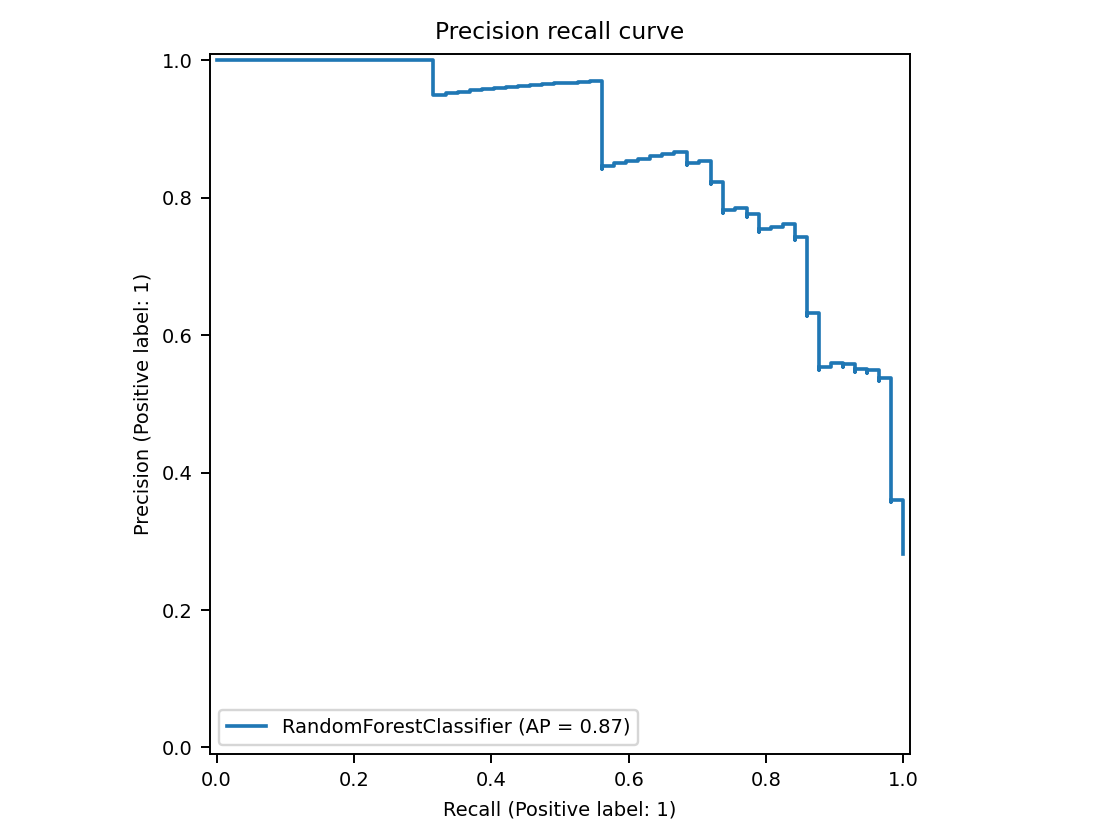 Precision recall curve
1.0
0.8
0.6
0.4
0.2
0.0
Precision (Positive label: 1)
RandomForestClassifier (AP = 0.87)
0.0 0.2 0.4 0.6 0.8 1.0
Recall (Positive label: 1)